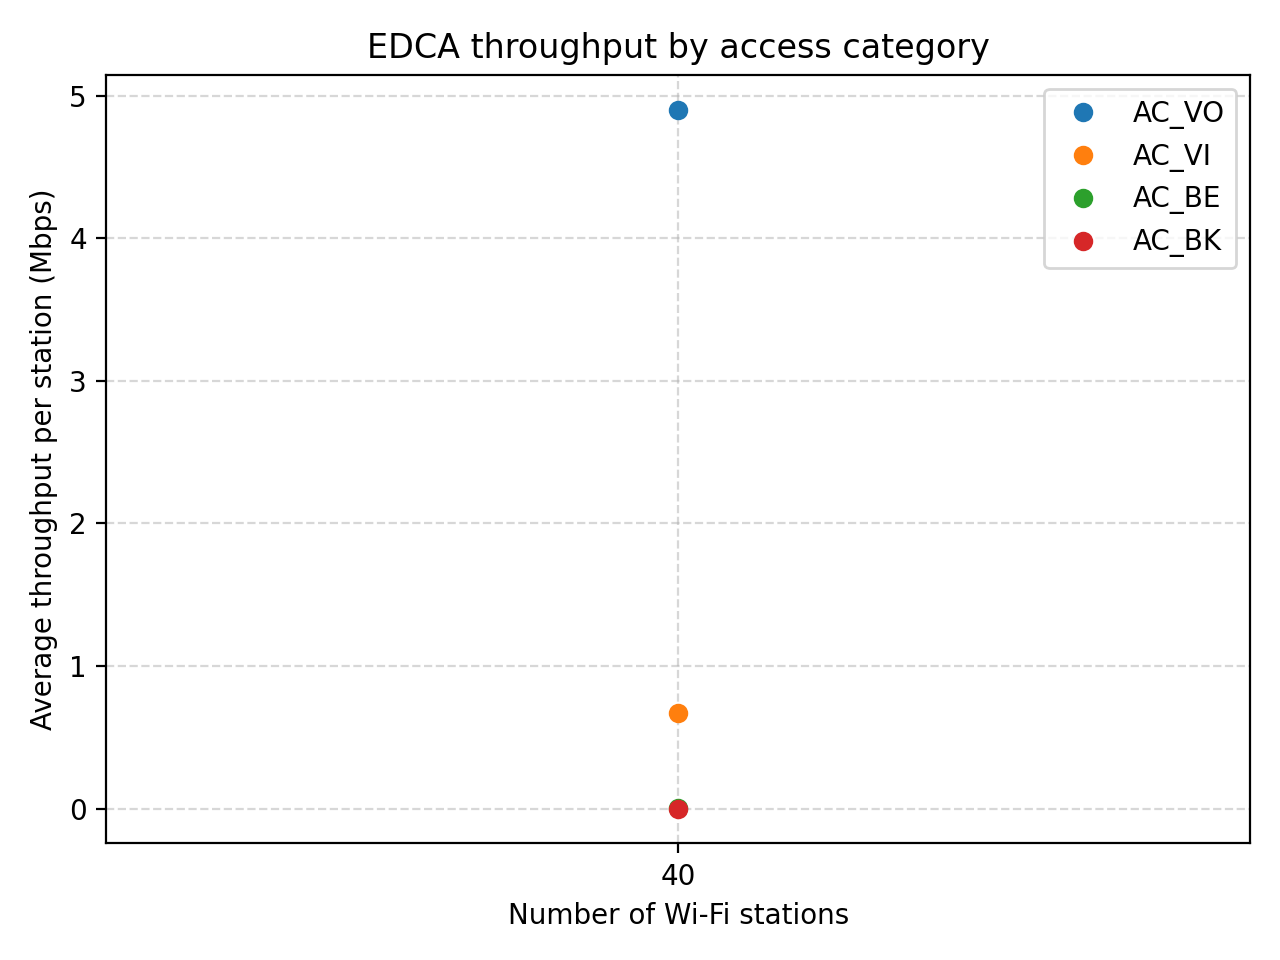 EDCA throughput by access category
Average throughput per station (Mbps)
5
4
3
2
1
0
AC_VO
AC_VI
AC_BE
AC_BK
40
Number of Wi-Fi stations